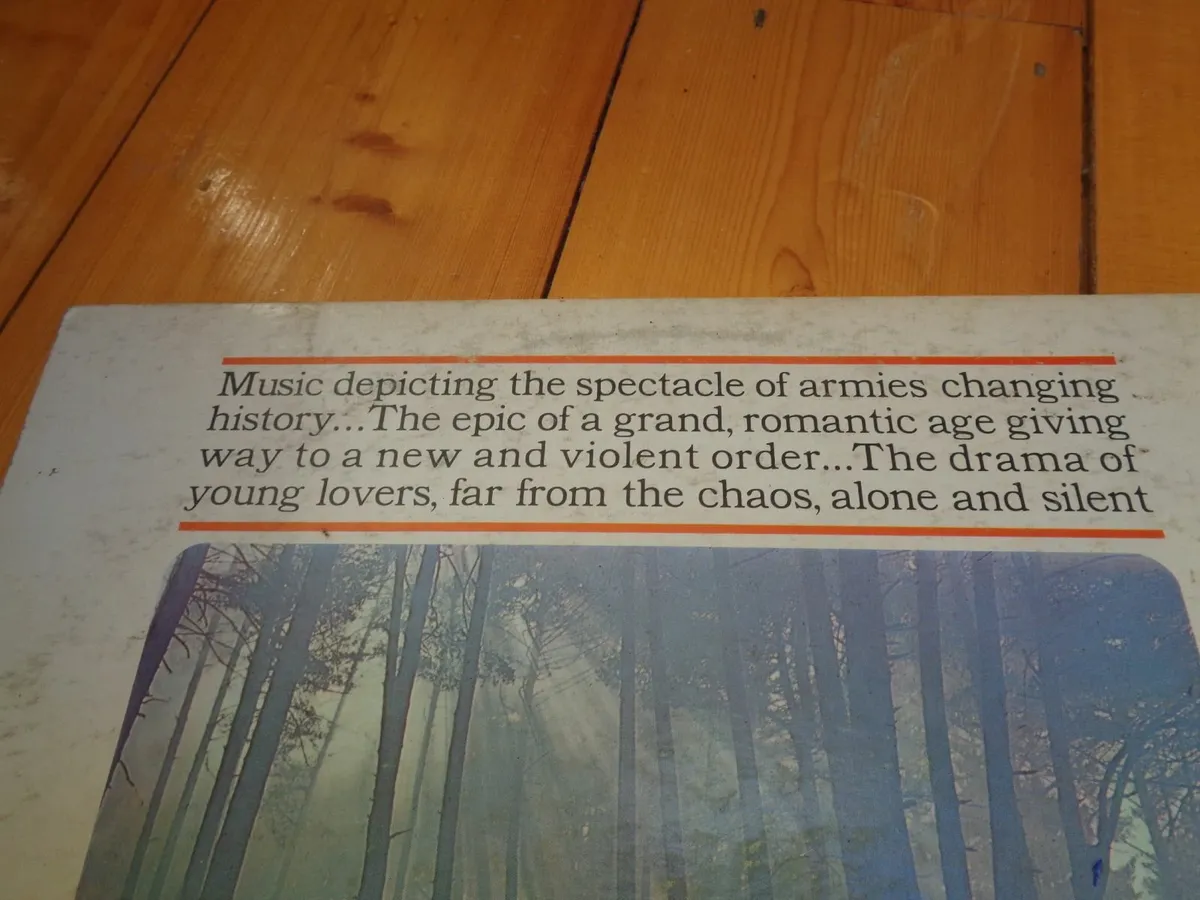 Music depicting the spectacle of armies changing
history...The epic of a grand, romantic age giving
way to a new and violent order...The drama of
young lovers, far from the chaos, alone and silent